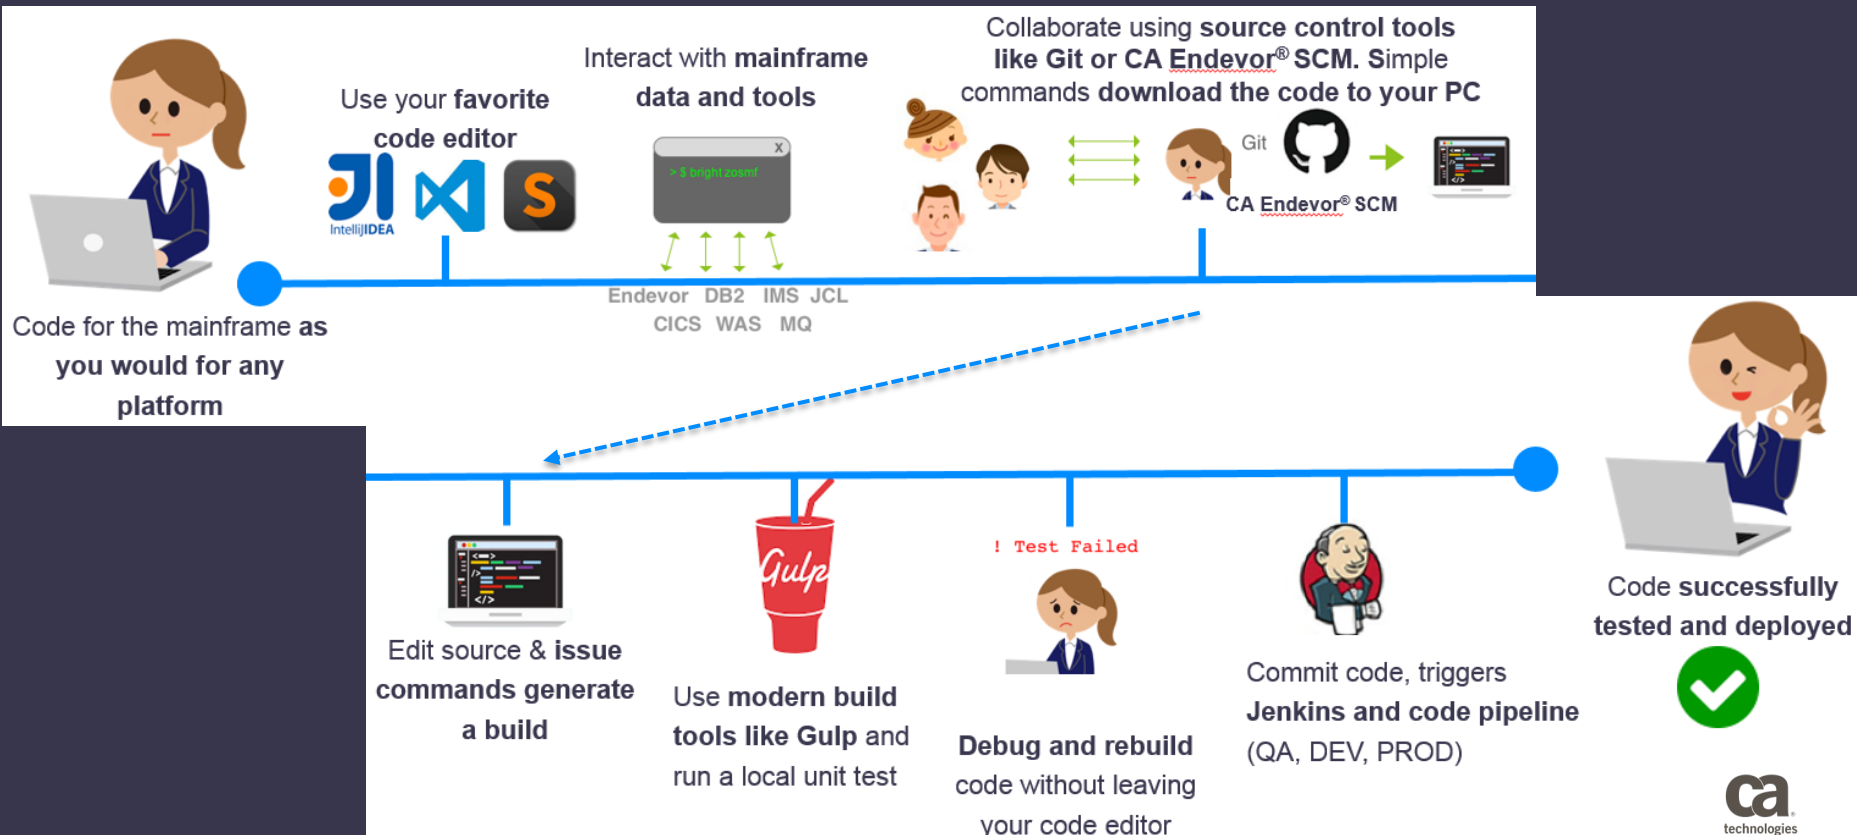 Code for the mainframe as
you would for any
platform
Use your favorite
code editor
IntelliJIDEA
S
Interact with mainframe
data and tools
X
> $ bright zosmf
Endevor DB2 IMS JCL
CICS WAS MQ
Collaborate using source control tools
like Git or CA Endevor® SCM. Simple
commands download the code to your PC
Git
CA Endevor® SCM
Edit source & issue
commands generate
a build
Gulp
Use modern build
tools like Gulp and
run a local unit test
! Test Failed
Debug and rebuild
code without leaving
your code editor
Commit code, triggers
Jenkins and code pipeline
(QA, DEV, PROD)
Code successfully
tested and deployed
ca
technologies